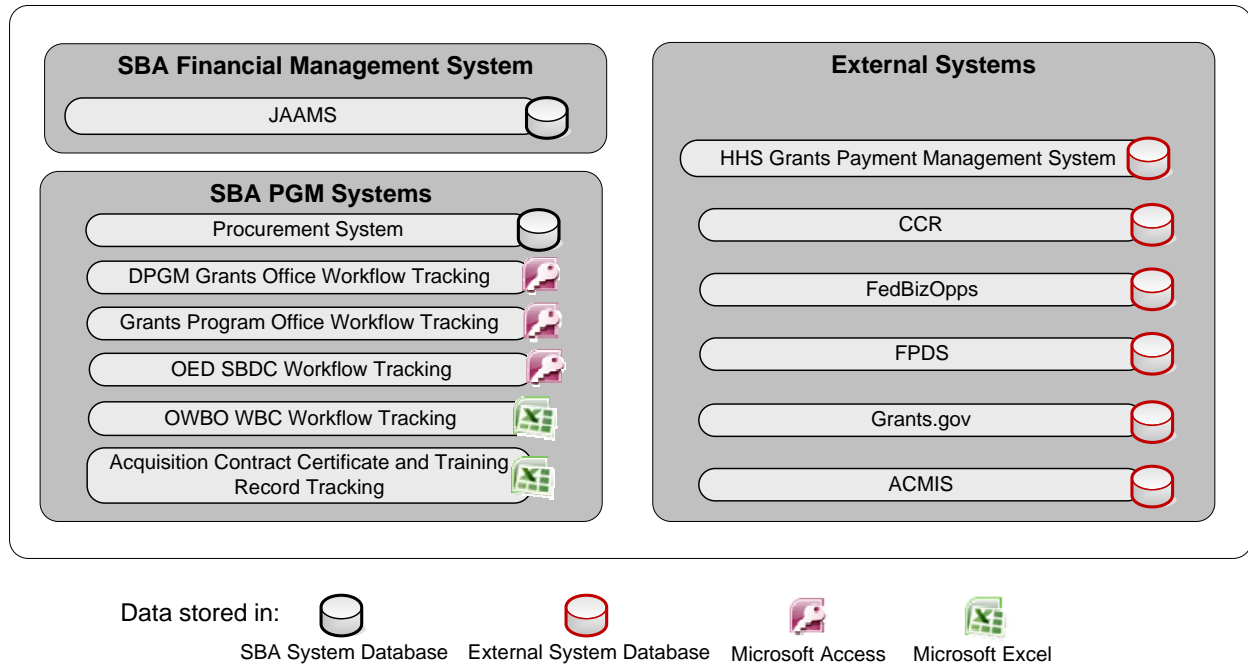 SBA Financial Management System
JAAMS
SBA PGM Systems
Procurement System
DPGM Grants Office Workflow Tracking
Grants Program Office Workflow Tracking
OED SBDC Workflow Tracking
OWBO WBC Workflow Tracking
Acquisition Contract Certificate and Training
Record Tracking
External Systems
HHS Grants Payment Management System
CCR
FedBizOpps
FPDS
Grants.gov
ACMIS
Data stored in:
SBA System Database
External System Database
Microsoft Access
Microsoft Excel